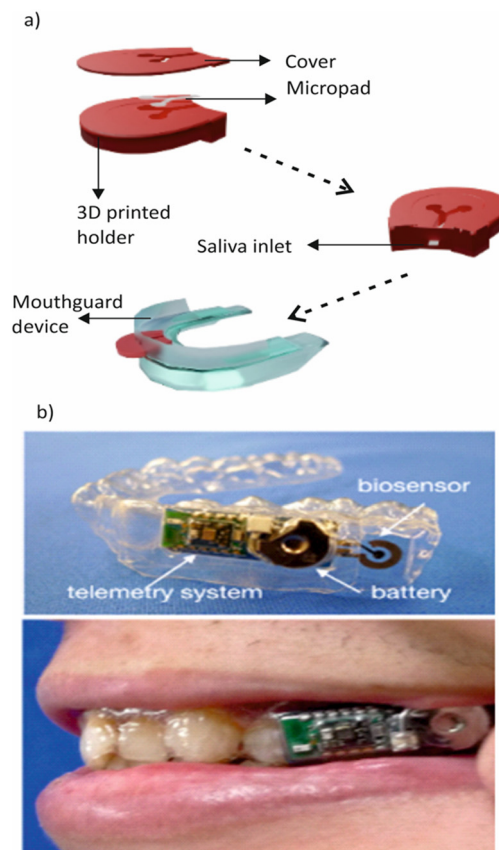 a)
Cover
Micropad
3D printed
holder
Saliva inlet
Mouthguard
device
b)
biosensor
telemetry system
battery